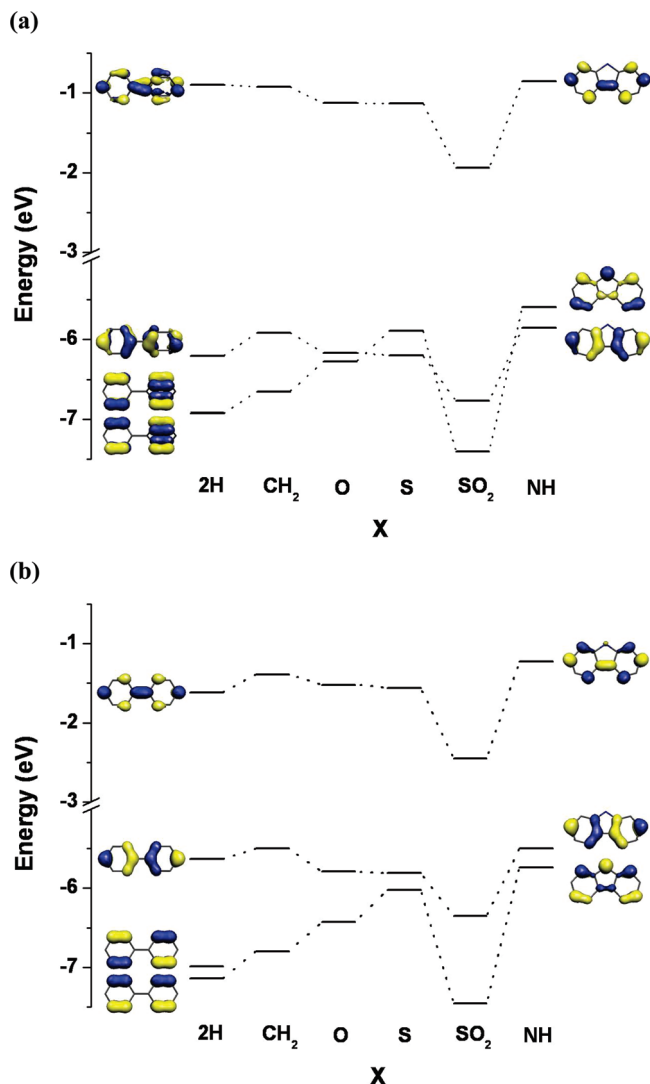 (a)
-1
-2
-3
-6
-7
Energy (eV)
2H CH2 O S SO2 NH
X
(b)
-1
-2
-3
-6
-7
Energy (eV)
2H CH2 O S SO2 NH
X